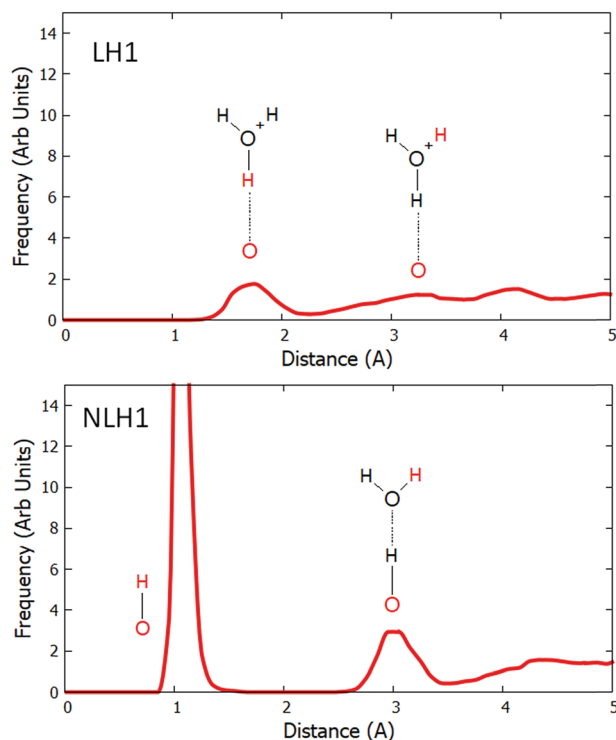 LH1
Frequency (Arb Units)
14
12
10
8
6
4
2
0
H H
O +
H
O
H + H
O
H
O
0 1 2 3 4 5
Distance (A)
NLH1
Frequency (Arb Units)
14
12
10
8
6
4
2
0
H
O
H H
O
H
O
0 1 2 3 4 5
Distance (A)